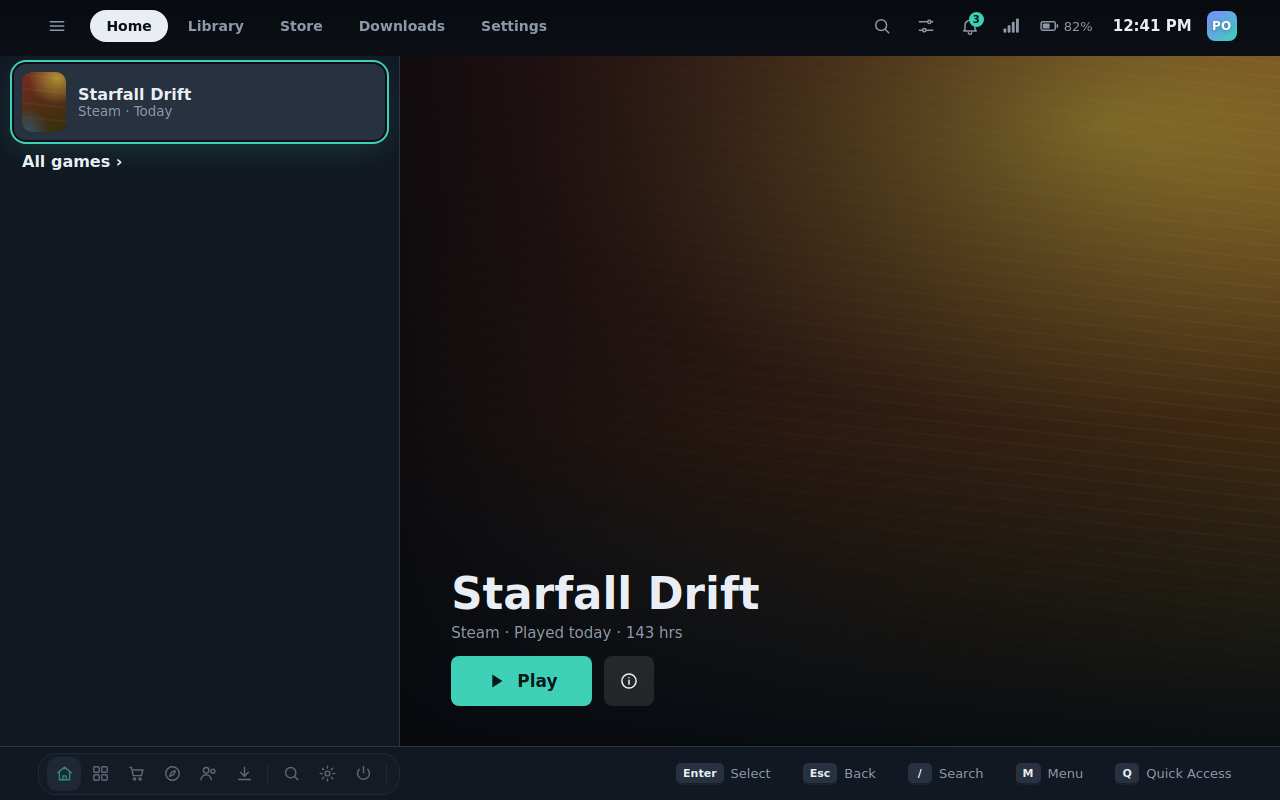 Home Library Store Downloads Settings 3 82% 12:41 PM PO
Starfall Drift
Steam · Today
All games ›
Starfall Drift
Steam · Played today · 143 hrs
Play
Enter Select Esc Back / Search M Menu Q Quick Access